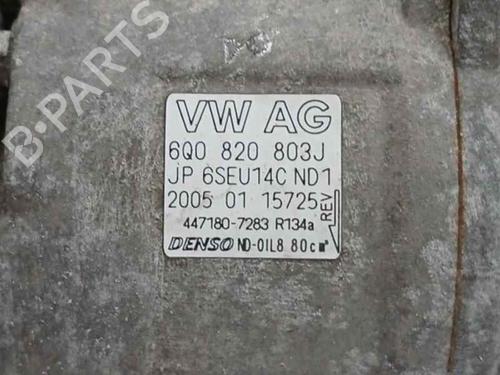 B-PARTS
VW AG
6Q0 820 803J
JP 6SEU14C ND1
2005 01 15725
REV
447180-7283 R134a
DENSO ND-OIL8 80cm³